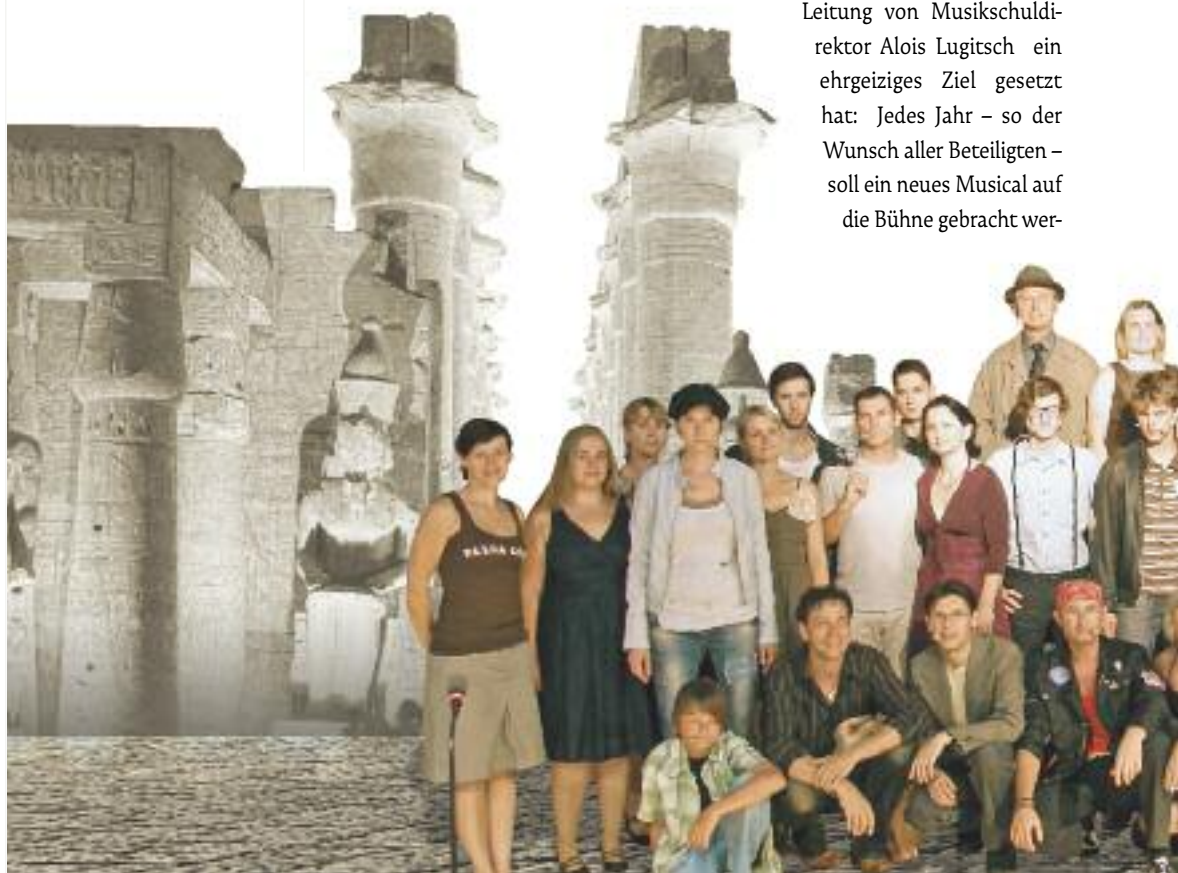 Leitung von Musikschuldi-
rektor Alois Lugitsch ein
ehrgeiziges Ziel gesetzt
hat: Jedes Jahr – so der
Wunsch aller Beteiligten –
soll ein neues Musical auf
die Bühne gebracht wer-